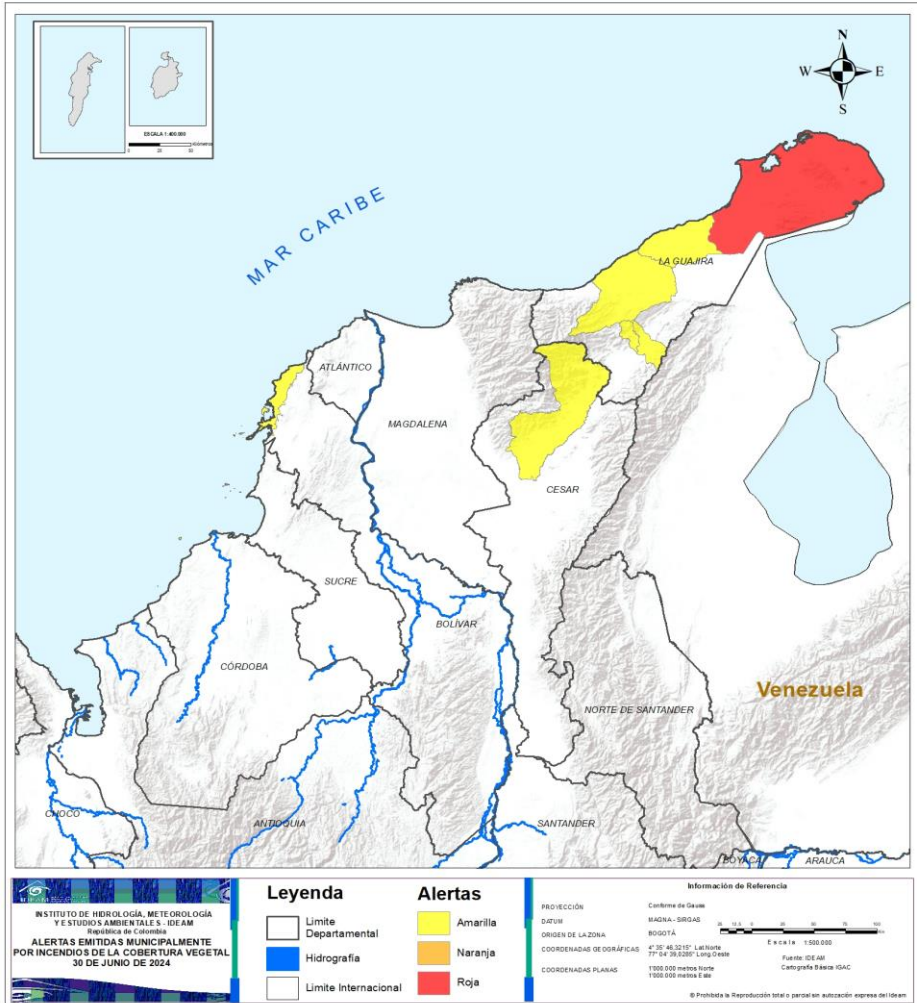 N
W E
S
ESCALA 1:400.000
MAR CARIBE
LA GUAJIRA
ATLÁNTICO
MAGDALENA
CESAR
SUCRE
BOLÍVAR
CÓRDOBA
NORTE DE SANTANDER
Venezuela
CHOCO
ANTIOQUIA
SANTANDER
BOYACÁ
ARAUCA
IDEAM
INSTITUTO DE HIDROLOGÍA, METEOROLOGÍA
Y ESTUDIOS AMBIENTALES - IDEAM
República de Colombia
ALERTAS EMITIDAS MUNICIPALMENTE
POR INCENDIOS DE LA COBERTURA VEGETAL
30 DE JUNIO DE 2024
Leyenda
Limite
Departamental
Hidrografía
Limite Internacional
Alertas
Amarilla
Naranja
Roja
Información de Referencia
PROYECCIÓN Conforme de Gauss
DATUM MAGNA - SIRGAS
ORIGEN DE LA ZONA BOGOTÁ
COORDENADAS GEOGRÁFICAS 4° 35' 46,3215" Lat.Norte
77° 04' 39,0285" Long.Oeste
COORDENADAS PLANAS 1'000.000 metros Norte
1'000.000 metros Este
Escala 1:500.000
Fuente: IDEAM
Cartografía Básica IGAC
© Prohibida la Reproducción total o parcial sin autozación expresa del Ideam